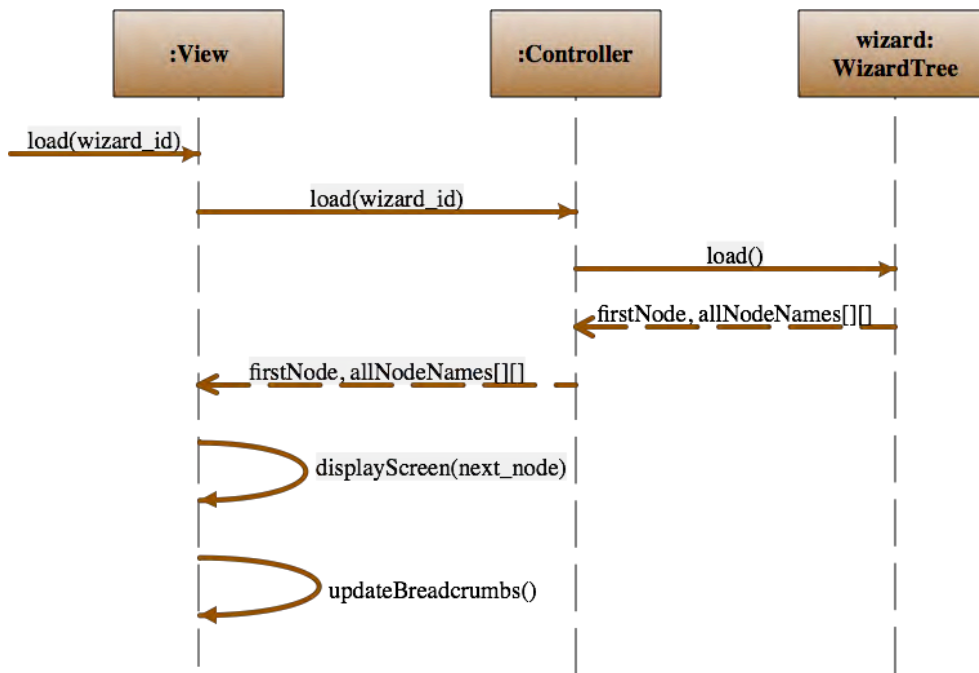 :View
:Controller
wizard:
WizardTree
load(wizard_id)
load(wizard_id)
load()
firstNode, allNodeNames[][]
firstNode, allNodeNames[][]
displayScreen(next_node)
updateBreadcrumbs()